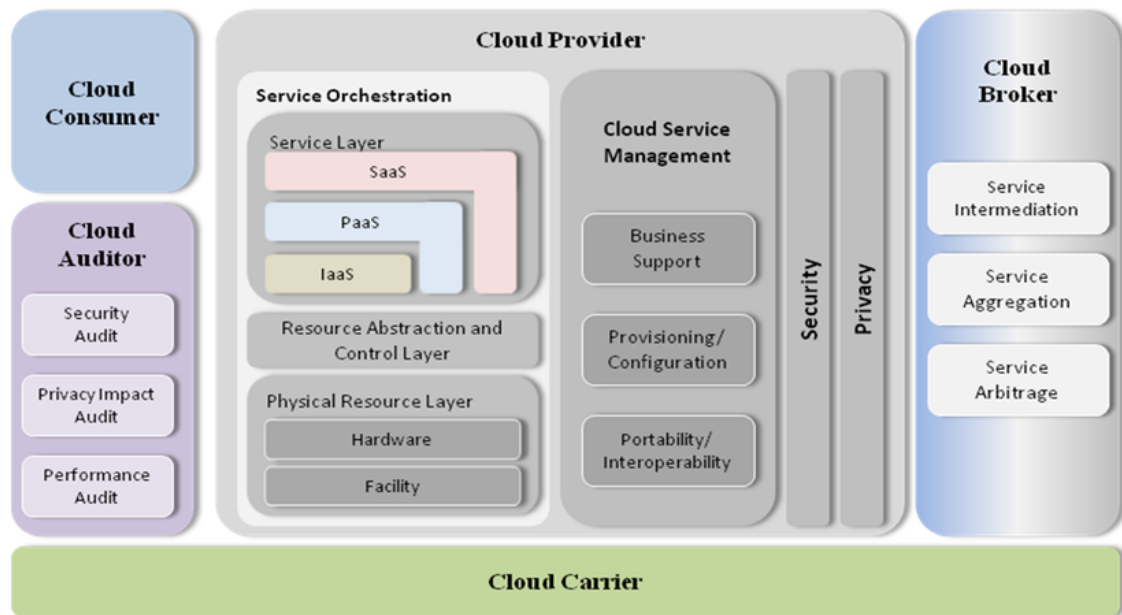 Cloud
Consumer
Cloud
Auditor
Security
Audit
Privacy Impact
Audit
Performance
Audit
Cloud Provider
Service Orchestration
Service Layer
SaaS
PaaS
IaaS
Resource Abstraction and
Control Layer
Physical Resource Layer
Hardware
Facility
Cloud Service
Management
Business
Support
Provisioning/
Configuration
Portability/
Interoperability
Security
Privacy
Cloud
Broker
Service
Intermediation
Service
Aggregation
Service
Arbitrage
Cloud Carrier